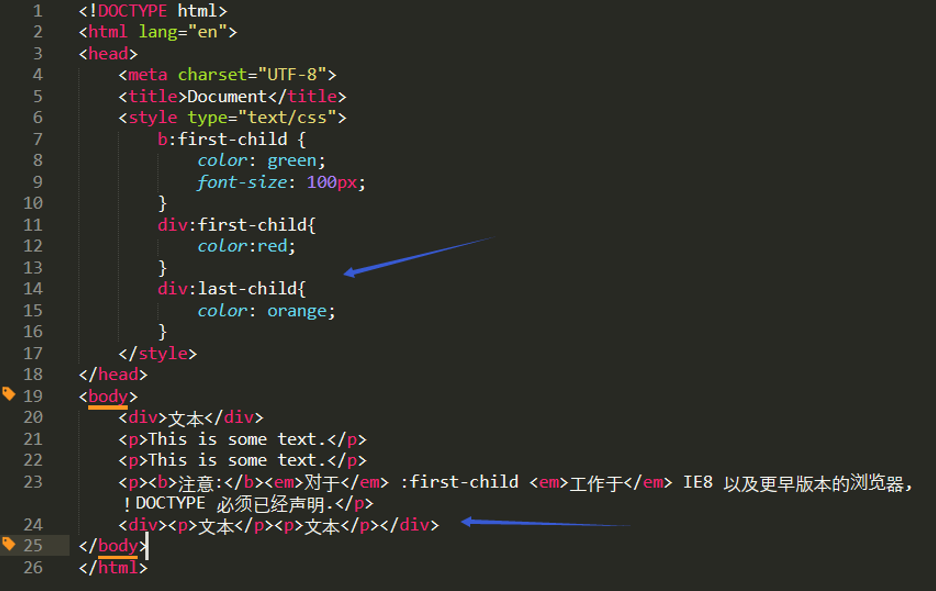 1 <!DOCTYPE html>
2 <html lang="en">
3 <head>
4     <meta charset="UTF-8">
5     <title>Document</title>
6     <style type="text/css">
7         b:first-child {
8             color: green;
9             font-size: 100px;
10         }
11         div:first-child{
12             color:red;
13         }
14         div:last-child{
15             color: orange;
16         }
17     </style>
18 </head>
19 <body>
20     <div>文本</div>
21     <p>This is some text.</p>
22     <p>This is some text.</p>
23     <p><b>注意:</b><em>对于</em> :first-child <em>工作于</em> IE8 以及更早版本的浏览器,
！DOCTYPE 必须已经声明.</p>
24     <div><p>文本</p><p>文本</p></div>
25 </body>
26 </html>